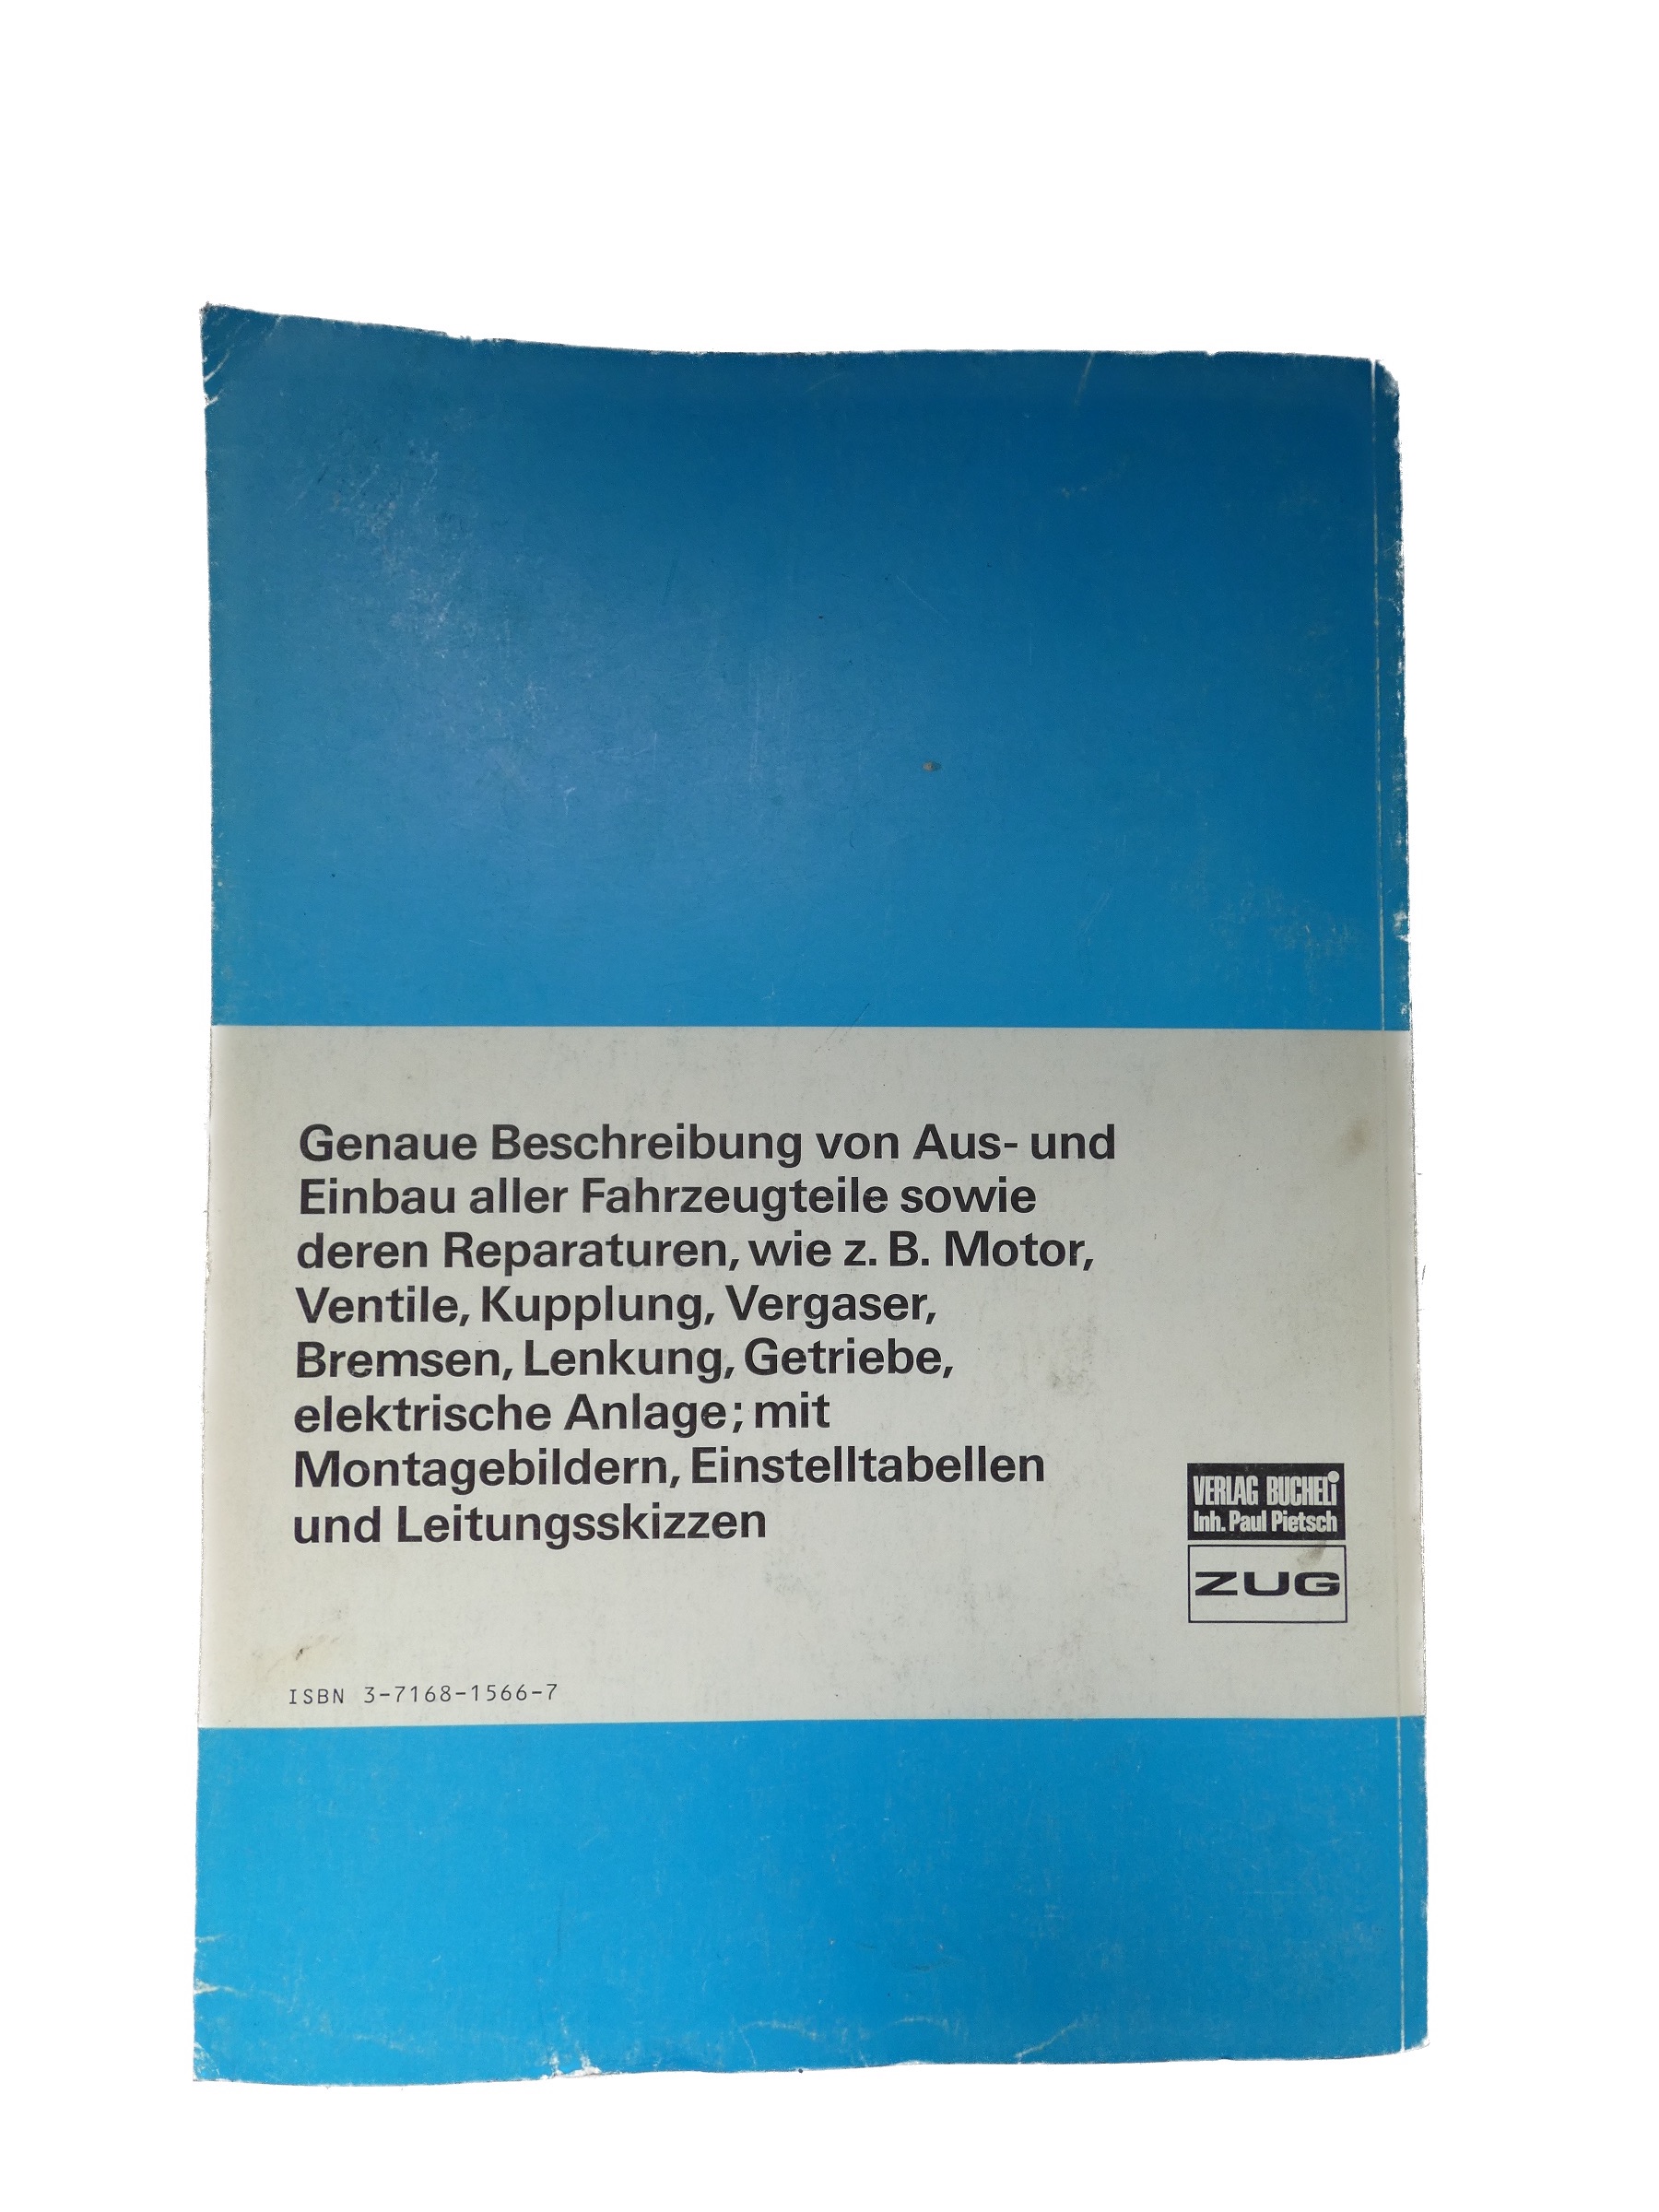 Genaue Beschreibung von Aus- und
Einbau aller Fahrzeugteile sowie
deren Reparaturen, wie z. B. Motor,
Ventile, Kupplung, Vergaser,
Bremsen, Lenkung, Getriebe,
elektrische Anlage; mit
Montagebildern, Einstelltabellen
und Leitungsskizzen
VERLAG BUCHELi
Inh. Paul Pietsch
ZUG
ISBN 3-7168-1566-7